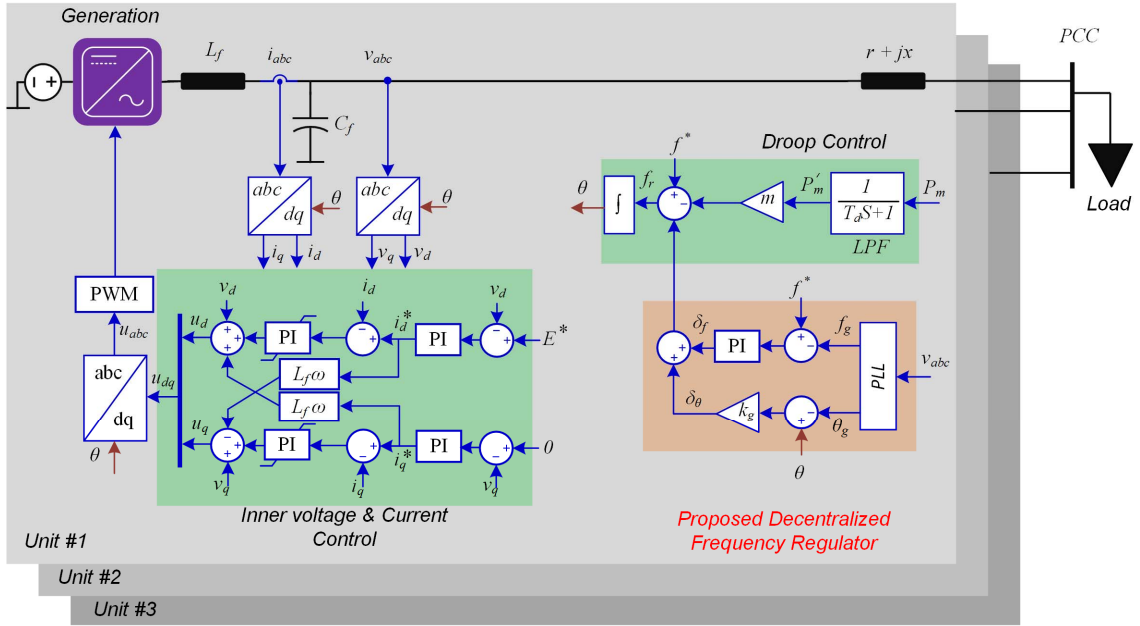 Generation
L_f
i_abc
v_abc
r + jx
PCC
C_f
Load
abc
dq
θ
abc
dq
θ
i_q
i_d
v_q
v_d
Droop Control
f*
f_r
θ
∫
+
−
m
P'_m
1
T_d S+1
P_m
LPF
PWM
u_abc
abc
dq
θ
u_dq
v_d
u_d
+
+
+
PI
i_d
−
+
i_d*
PI
v_d
−
+
E*
L_f ω
L_f ω
u_q
−
+
+
v_q
PI
+
−
i_q
i_q*
PI
+
−
v_q
0
Inner voltage & Current
Control
f*
δ_f
PI
+
−
f_g
PLL
v_abc
+
+
δ_θ
k_g
−
+
θ_g
θ
Proposed Decentralized
Frequency Regulator
Unit #1
Unit #2
Unit #3